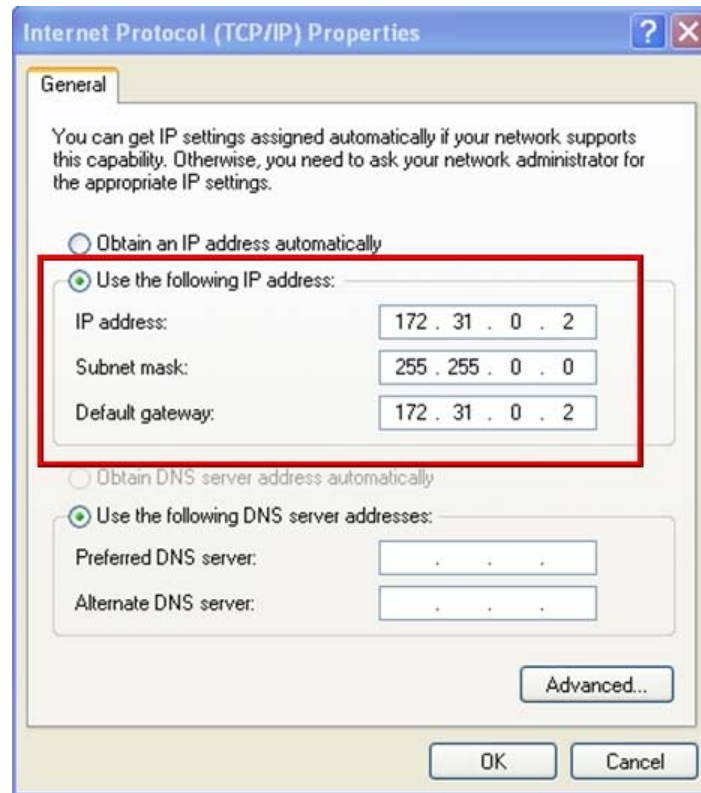 Internet Protocol (TCP/IP) Properties
General
You can get IP settings assigned automatically if your network supports
this capability. Otherwise, you need to ask your network administrator for
the appropriate IP settings.
Obtain an IP address automatically
Use the following IP address:
IP address: 172 . 31 . 0 . 2
Subnet mask: 255 . 255 . 0 . 0
Default gateway: 172 . 31 . 0 . 2
Obtain DNS server address automatically
Use the following DNS server addresses:
Preferred DNS server: . . .
Alternate DNS server: . . .
Advanced...
OK Cancel